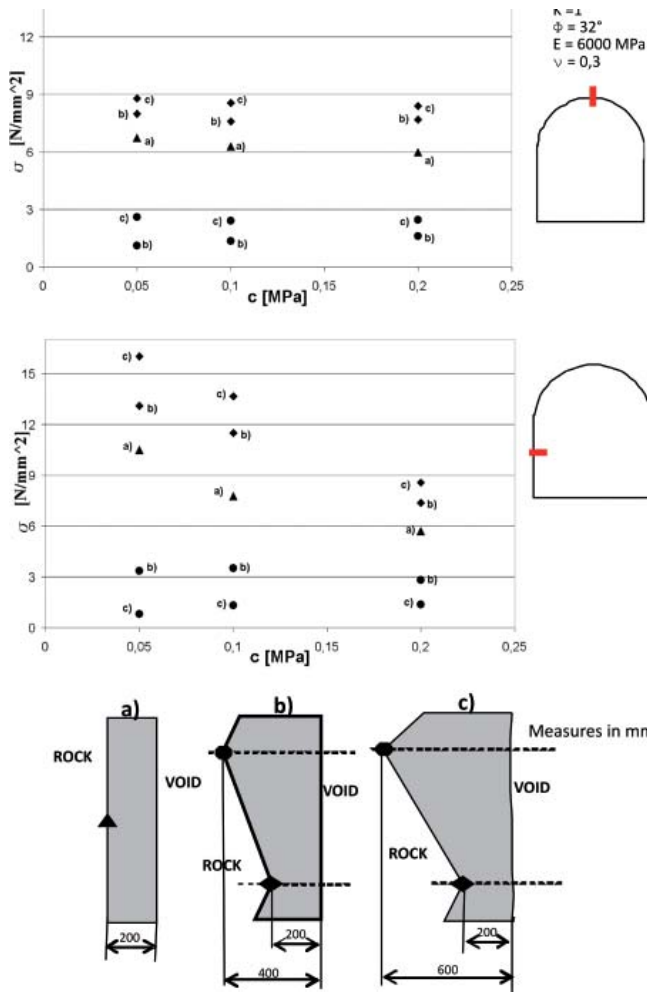 K =1
Φ = 32°
E = 6000 MPa
ν = 0,3
12
9
6
3
0
σ [N/mm^2]
c) c) c)
b) b) b)
a) a) a)
c) c) c)
b) b) b)
0 0,05 0,1 0,15 0,2 0,25
c [MPa]
15
12
9
6
3
0
σ [N/mm^2]
c) c) c)
b) b) b)
a) a) a)
b) b) b)
c) c) c)
0 0,05 0,1 0,15 0,2 0,25
c [MPa]
a) b) c)
Measures in mm
ROCK VOID VOID VOID
ROCK ROCK
200 200 200
400 600